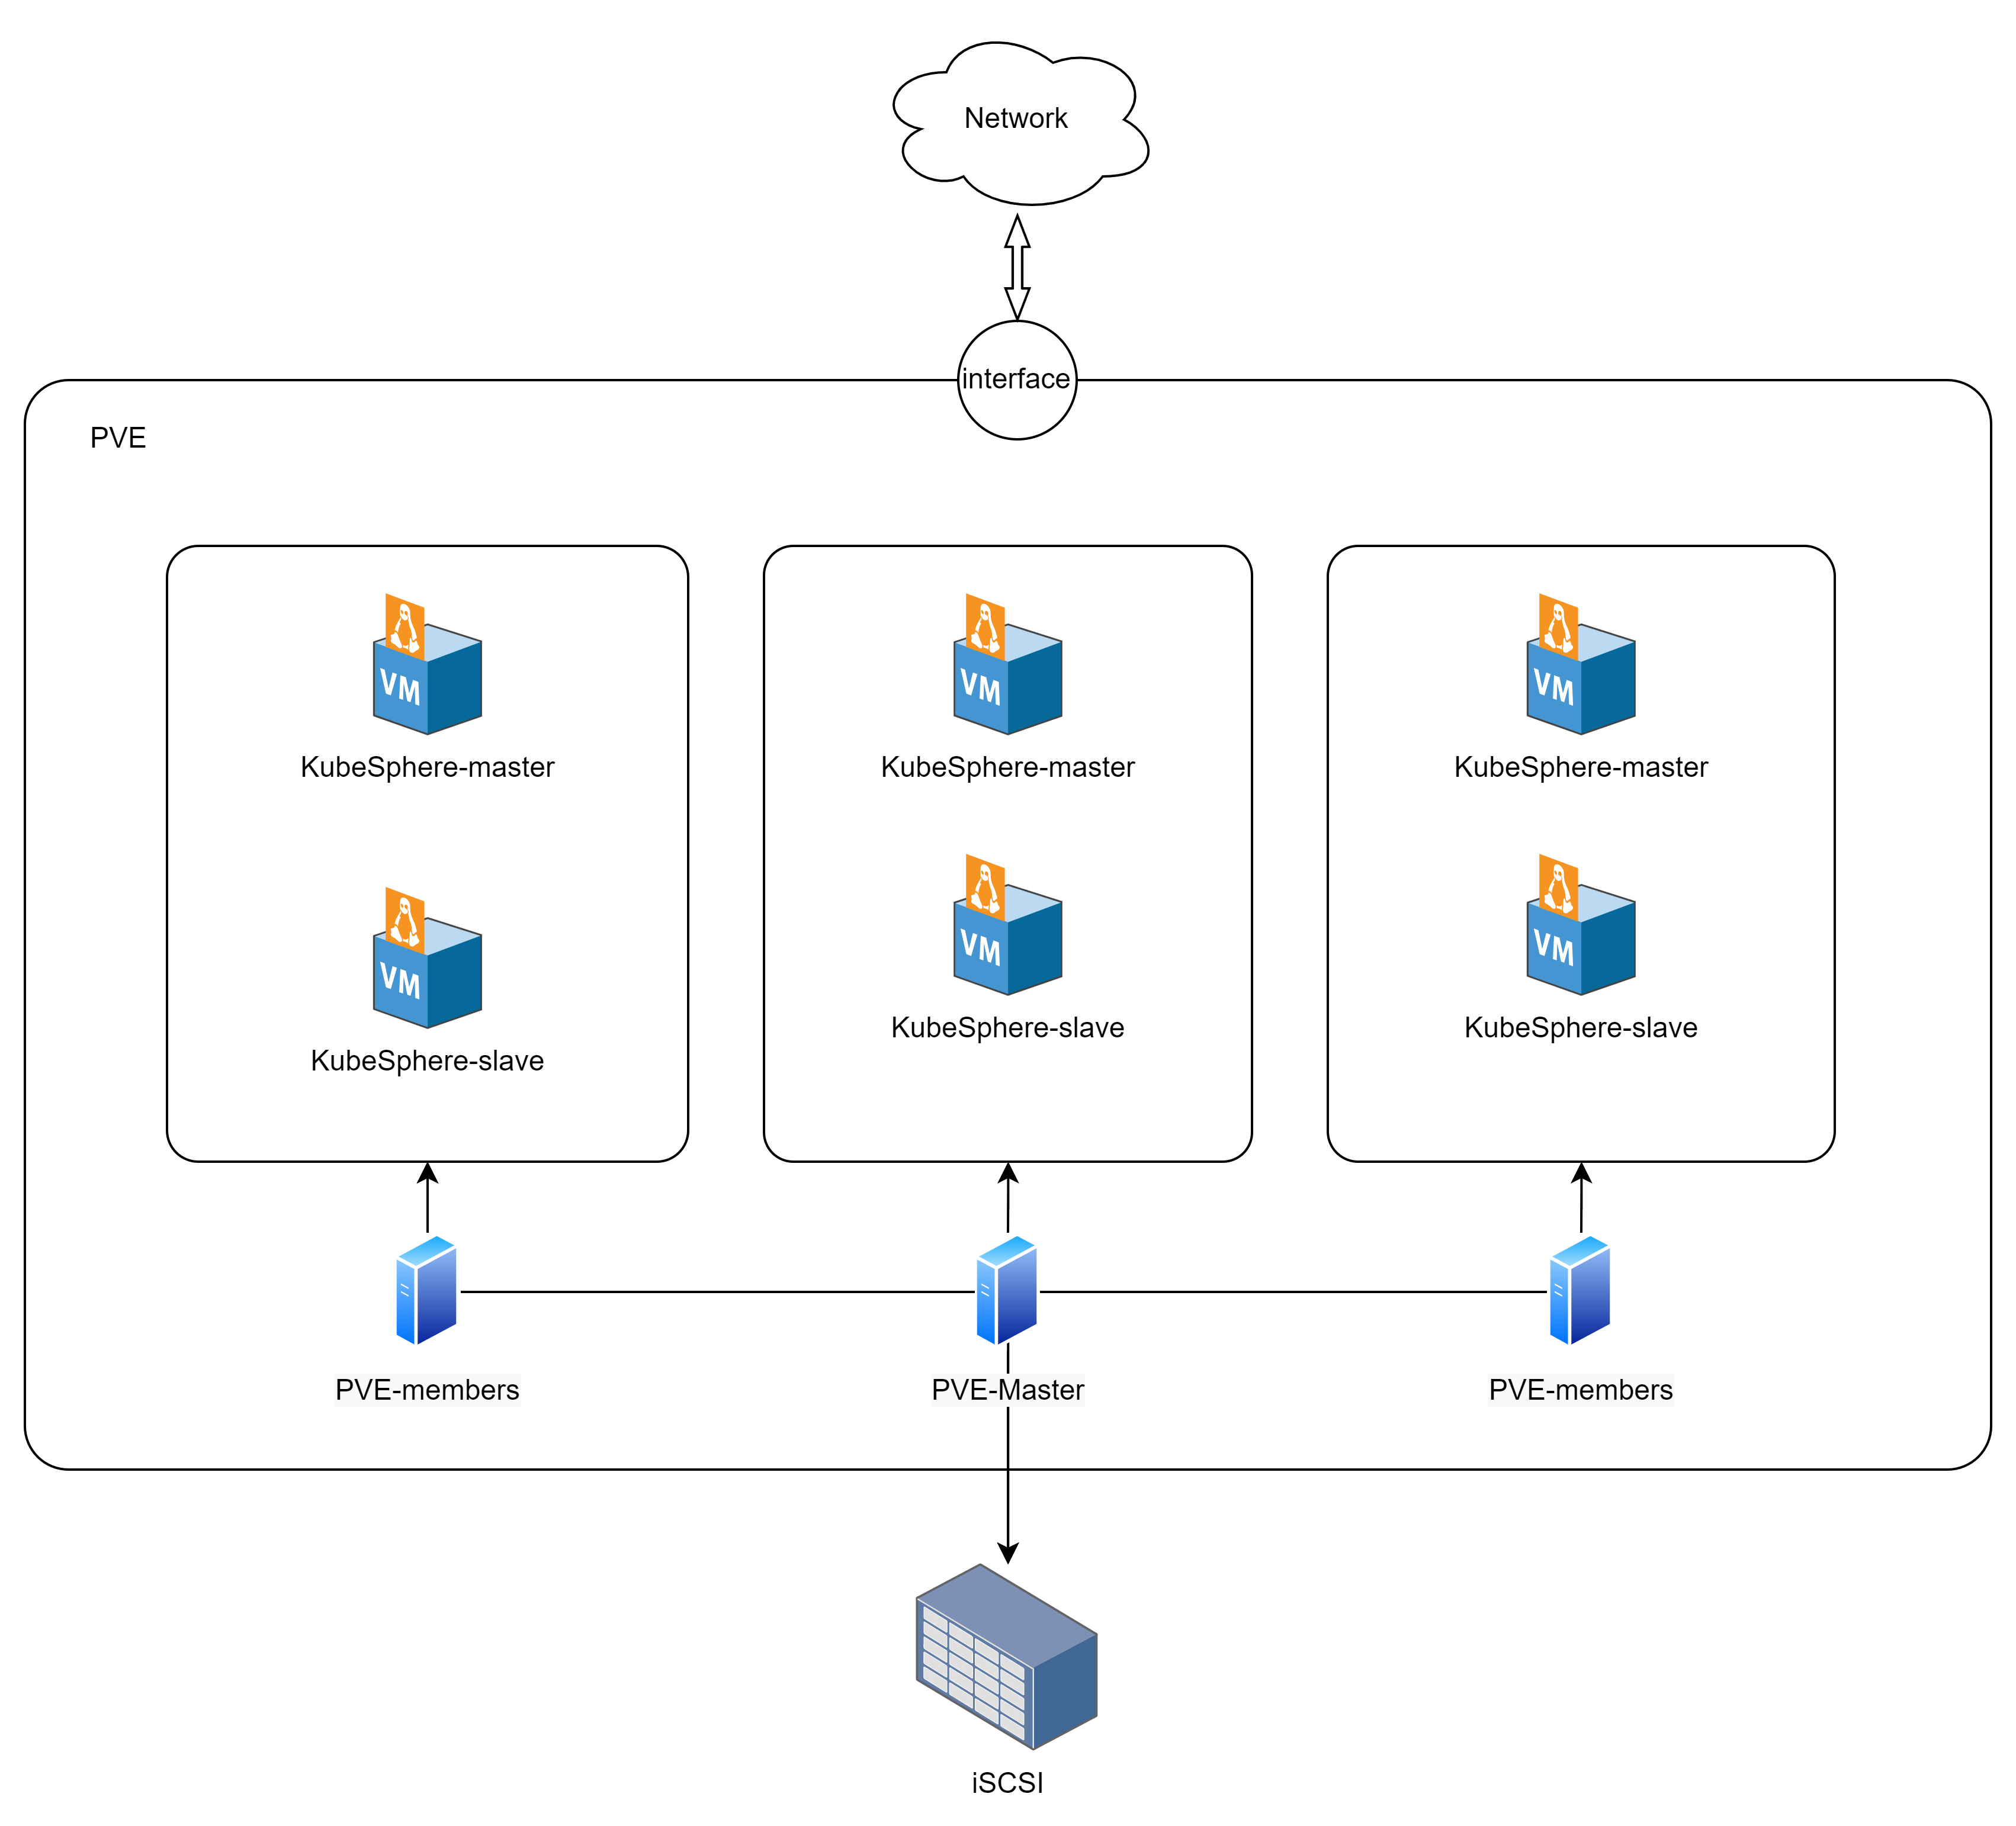 Network
interface
PVE
VM
VM
VM
KubeSphere-master
KubeSphere-master
KubeSphere-master
VM
VM
VM
KubeSphere-slave
KubeSphere-slave
KubeSphere-slave
PVE-members
PVE-Master
PVE-members
iSCSI